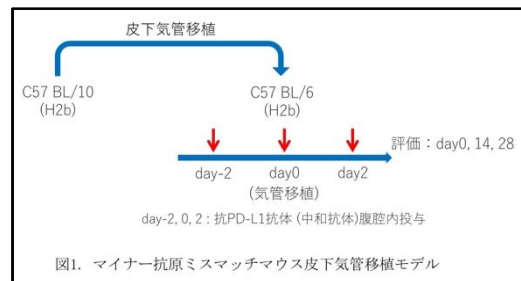 皮下気管移植
C57 BL/10
(H2b)
C57 BL/6
(H2b)
評価：day0, 14, 28
day-2
day0
day2
(気管移植)
day-2, 0, 2 : 抗PD-L1抗体 (中和抗体)腹腔内投与
図1. マイナー抗原ミスマッチマウス皮下気管移植モデル